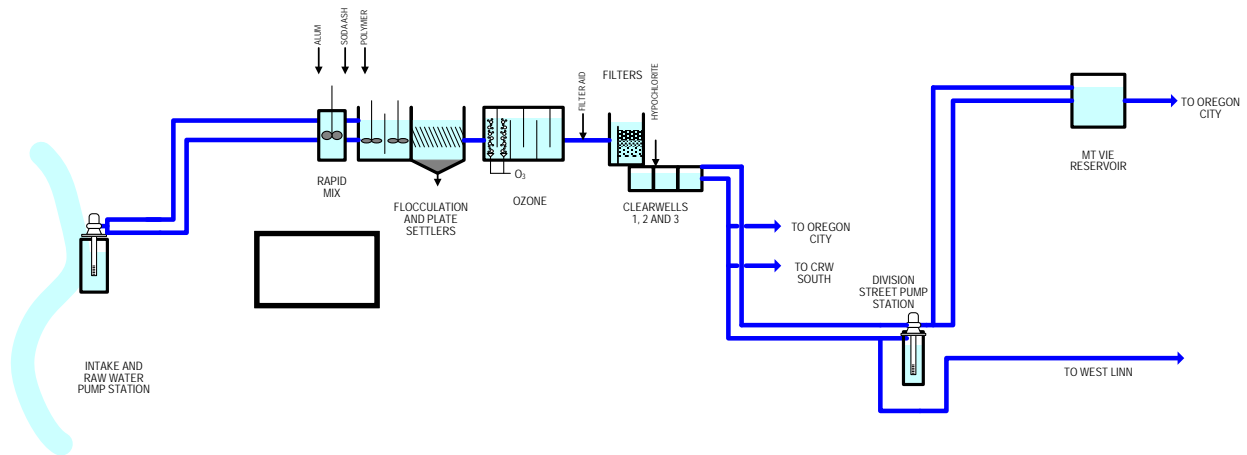 ALUM
SODA ASH
POLYMER
RAPID
MIX
FLOCCULATION
AND PLATE
SETTLERS
O3
OZONE
FILTER AID
FILTERS
HYPOCHLORITE
CLEARWELLS
1, 2 AND 3
TO OREGON
CITY
TO CRW
SOUTH
DIVISION
STREET PUMP
STATION
MT VIE
RESERVOIR
TO OREGON
CITY
TO WEST LINN
INTAKE AND
RAW WATER
PUMP STATION